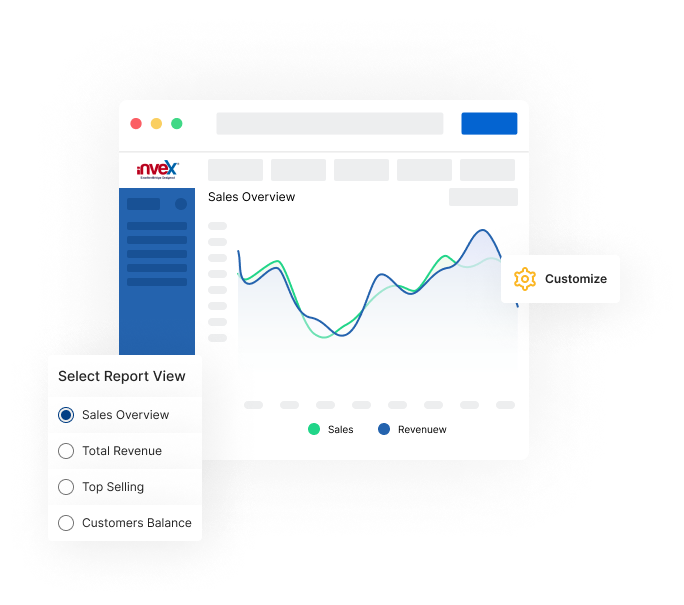 invex
Sales Overview
Customize
Select Report View
Sales Overview
Total Revenue
Top Selling
Customers Balance
Sales
Revenuew